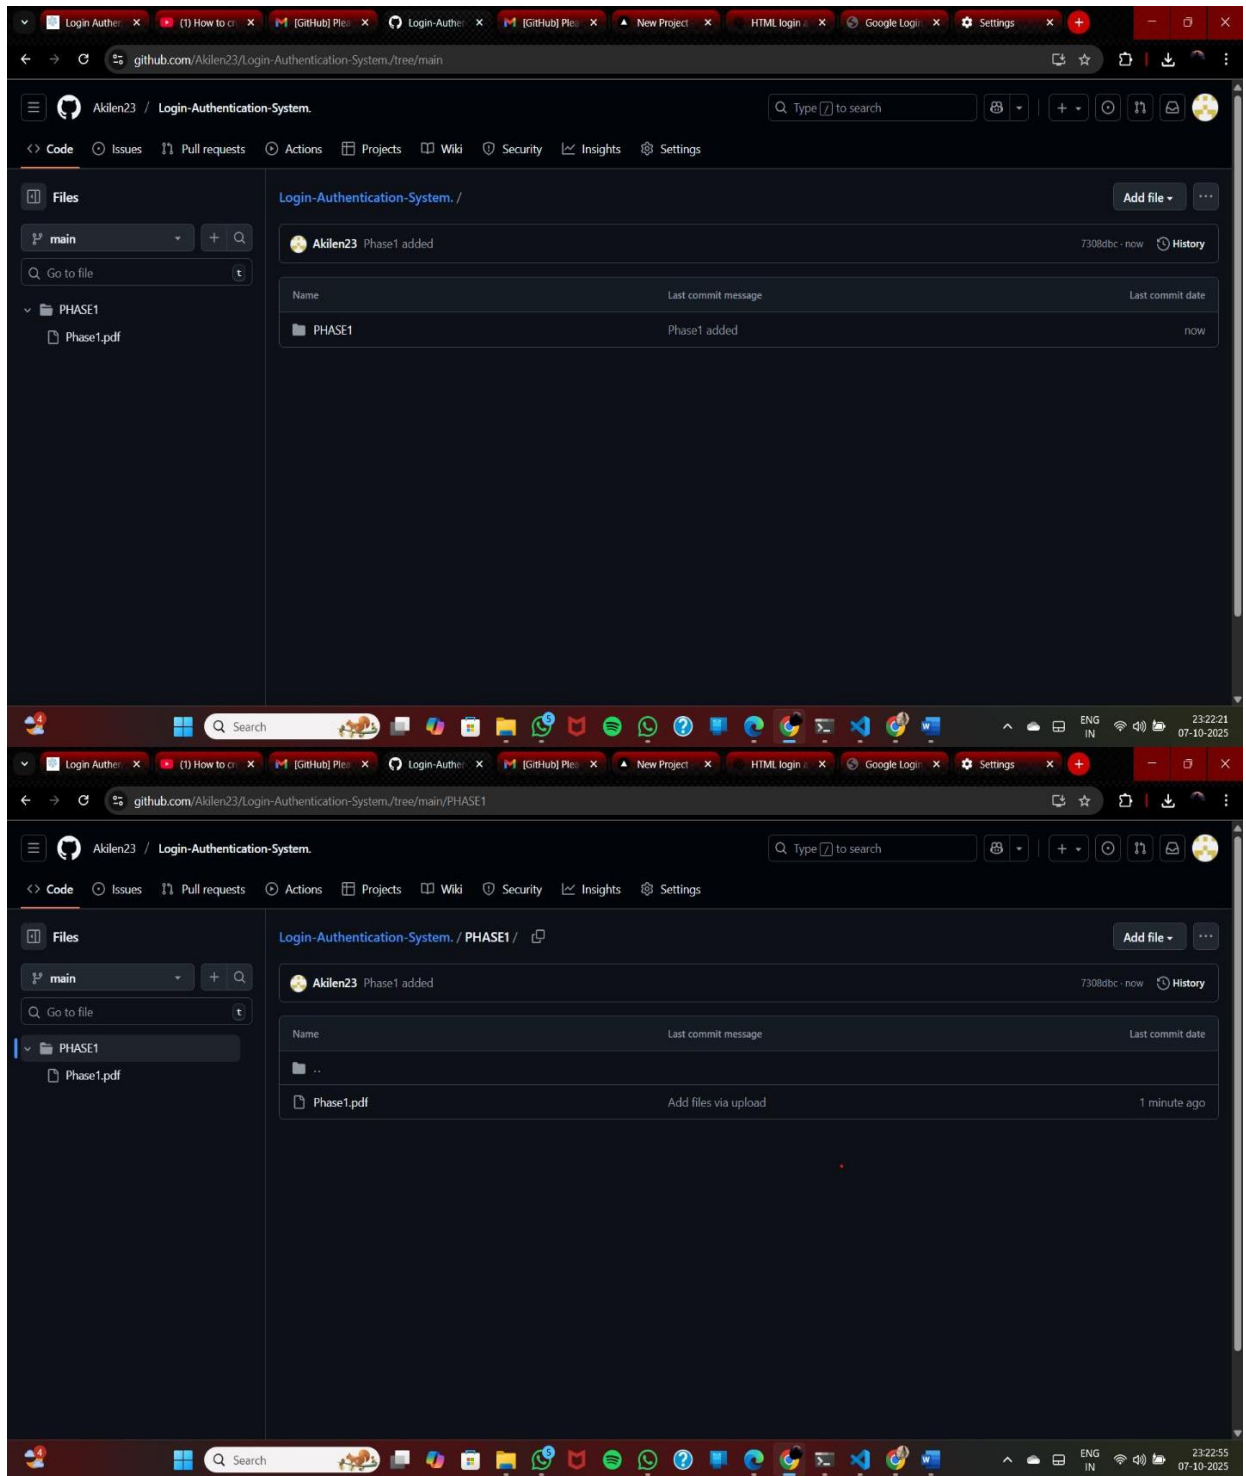 Login Auther
(1) How to cr
[GitHub] Plea
Login-Auther
[GitHub] Plea
New Project
HTML login a
Google Login
Settings
github.com/Akilen23/Login-Authentication-System./tree/main
Akilen23 / Login-Authentication-System.
Type / to search
<> Code Issues Pull requests Actions Projects Wiki Security Insights Settings
Files
Login-Authentication-System. /
Add file
main
Akilen23 Phase1 added
7308dbc · now History
Go to file t
Name Last commit message Last commit date
PHASE1
PHASE1 Phase1 added now
Phase1.pdf
4
Search
5
ENG
IN
23:22:21
07-10-2025
Login Auther
(1) How to cr
[GitHub] Plea
Login-Auther
[GitHub] Plea
New Project
HTML login a
Google Login
Settings
github.com/Akilen23/Login-Authentication-System./tree/main/PHASE1
Akilen23 / Login-Authentication-System.
Type / to search
<> Code Issues Pull requests Actions Projects Wiki Security Insights Settings
Files
Login-Authentication-System. / PHASE1 /
Add file
main
Akilen23 Phase1 added
7308dbc · now History
Go to file t
Name Last commit message Last commit date
PHASE1
..
Phase1.pdf
Phase1.pdf Add files via upload 1 minute ago
4
Search
5
ENG
IN
23:22:55
07-10-2025